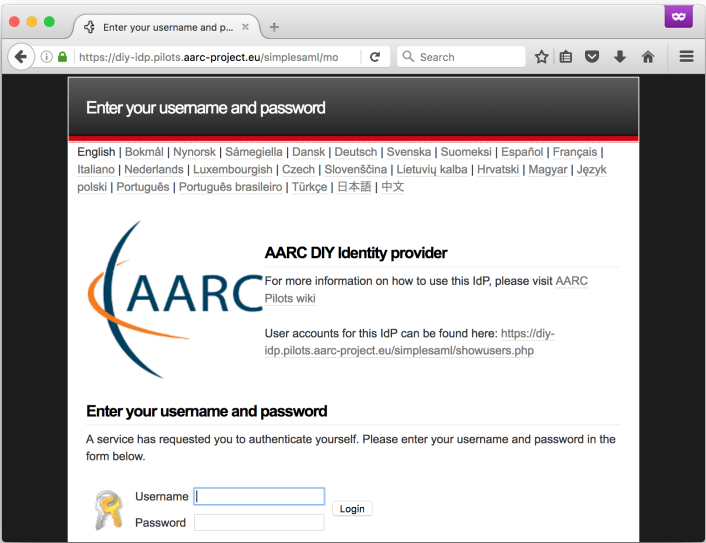 Enter your username and p...
https://diy-idp.pilots.aarc-project.eu/simplesaml/mo
Search
Enter your username and password
English | Bokmål | Nynorsk | Sámegiella | Dansk | Deutsch | Svenska | Suomeksi | Español | Français |
Italiano | Nederlands | Luxembourgish | Czech | Slovenščina | Lietuvių kalba | Hrvatski | Magyar | Język
polski | Português | Português brasileiro | Türkçe | 日本語 | 中文
AARC
AARC DIY Identity provider
For more information on how to use this IdP, please visit AARC
Pilots wiki
User accounts for this IdP can be found here: https://diy-
idp.pilots.aarc-project.eu/simplesaml/showusers.php
Enter your username and password
A service has requested you to authenticate yourself. Please enter your username and password in the
form below.
Username
Login
Password